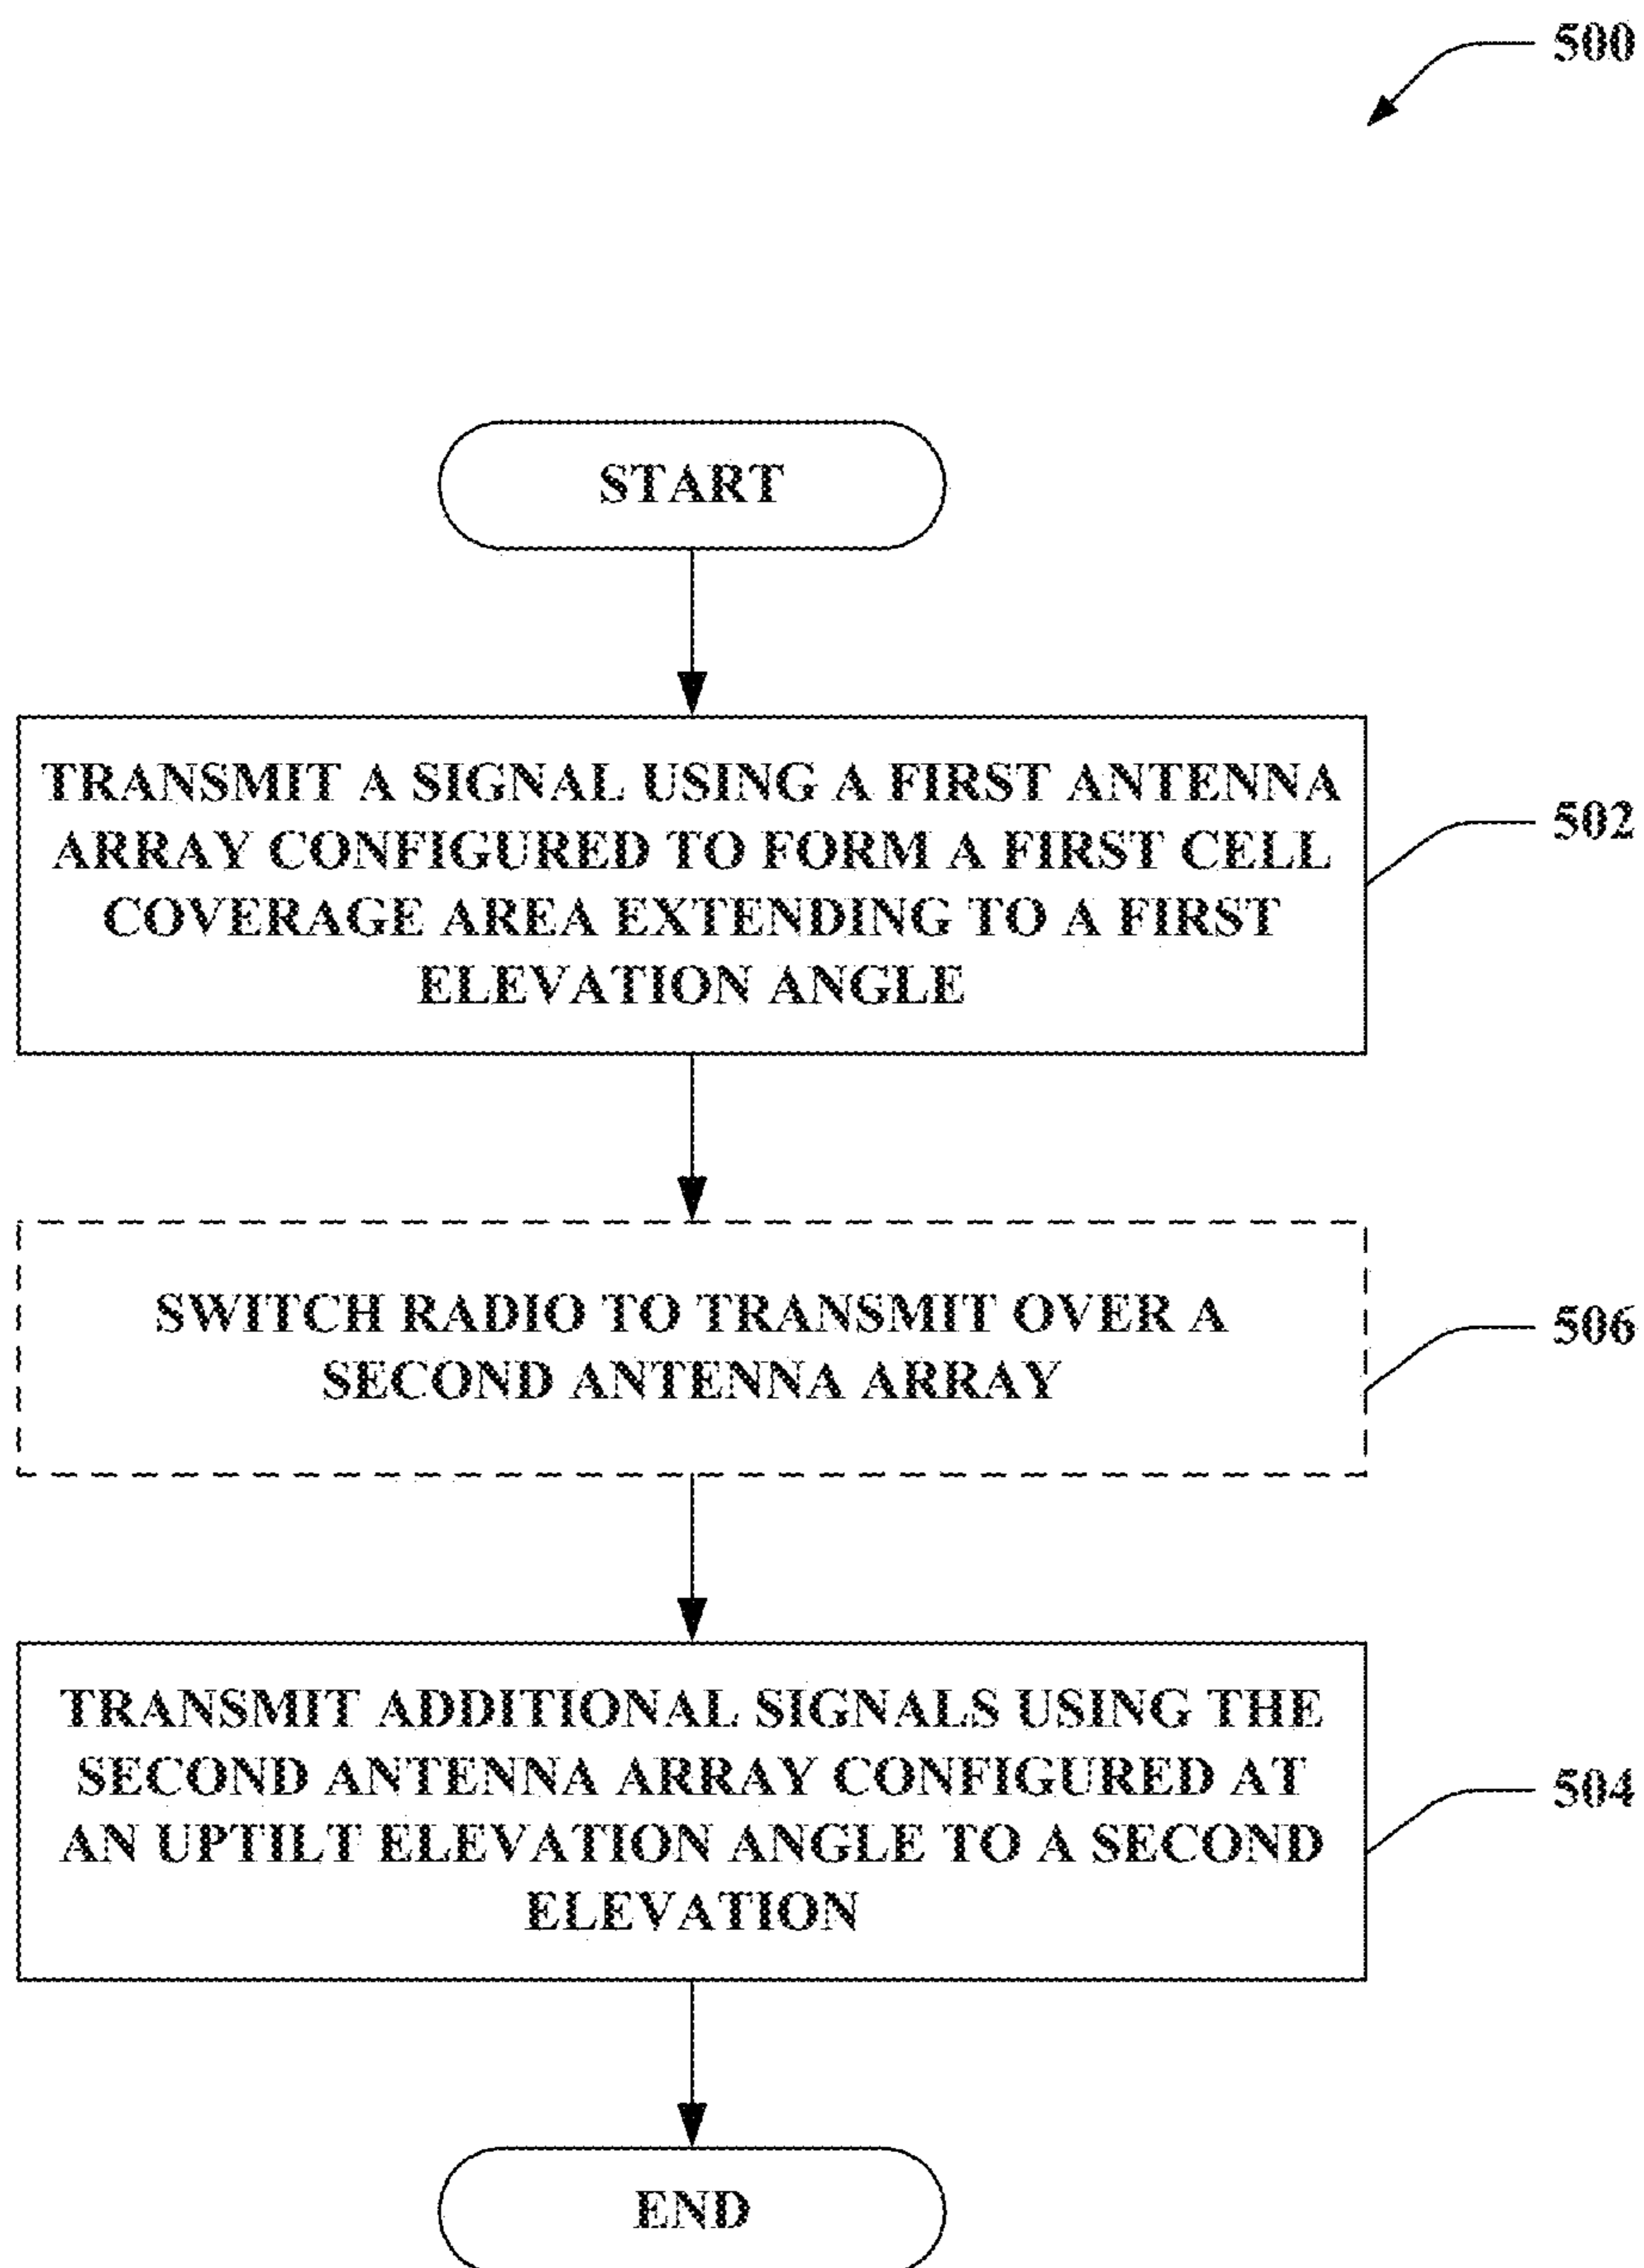 500
START
TRANSMIT A SIGNAL USING A FIRST ANTENNA
ARRAY CONFIGURED TO FORM A FIRST CELL
COVERAGE AREA EXTENDING TO A FIRST
ELEVATION ANGLE
502
SWITCH RADIO TO TRANSMIT OVER A
SECOND ANTENNA ARRAY
506
TRANSMIT ADDITIONAL SIGNALS USING THE
SECOND ANTENNA ARRAY CONFIGURED AT
AN UPTILT ELEVATION ANGLE TO A SECOND
ELEVATION
504
END